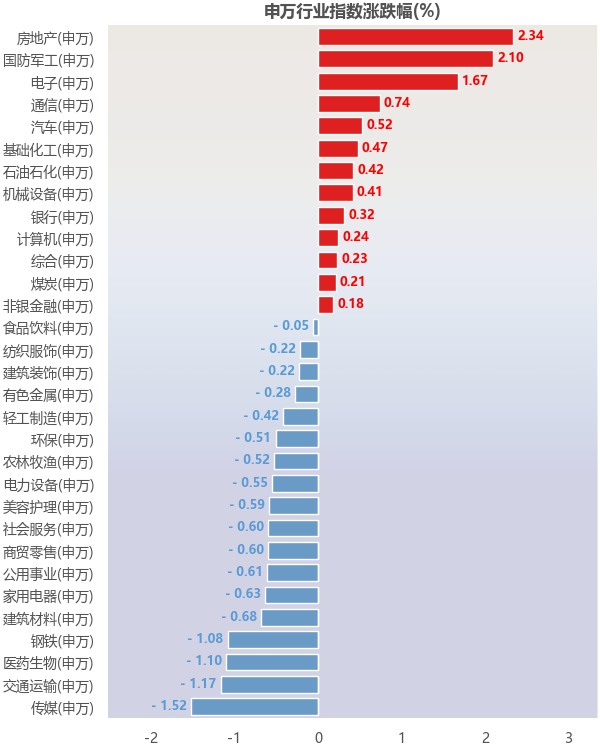 申万行业指数涨跌幅(%)
房地产(申万) 2.34
国防军工(申万) 2.10
电子(申万) 1.67
通信(申万) 0.74
汽车(申万) 0.52
基础化工(申万) 0.47
石油石化(申万) 0.42
机械设备(申万) 0.41
银行(申万) 0.32
计算机(申万) 0.24
综合(申万) 0.23
煤炭(申万) 0.21
非银金融(申万) 0.18
食品饮料(申万) - 0.05
纺织服饰(申万) - 0.22
建筑装饰(申万) - 0.22
有色金属(申万) - 0.28
轻工制造(申万) - 0.42
环保(申万) - 0.51
农林牧渔(申万) - 0.52
电力设备(申万) - 0.55
美容护理(申万) - 0.59
社会服务(申万) - 0.60
商贸零售(申万) - 0.60
公用事业(申万) - 0.61
家用电器(申万) - 0.63
建筑材料(申万) - 0.68
钢铁(申万) - 1.08
医药生物(申万) - 1.10
交通运输(申万) - 1.17
传媒(申万) - 1.52
-2 -1 0 1 2 3